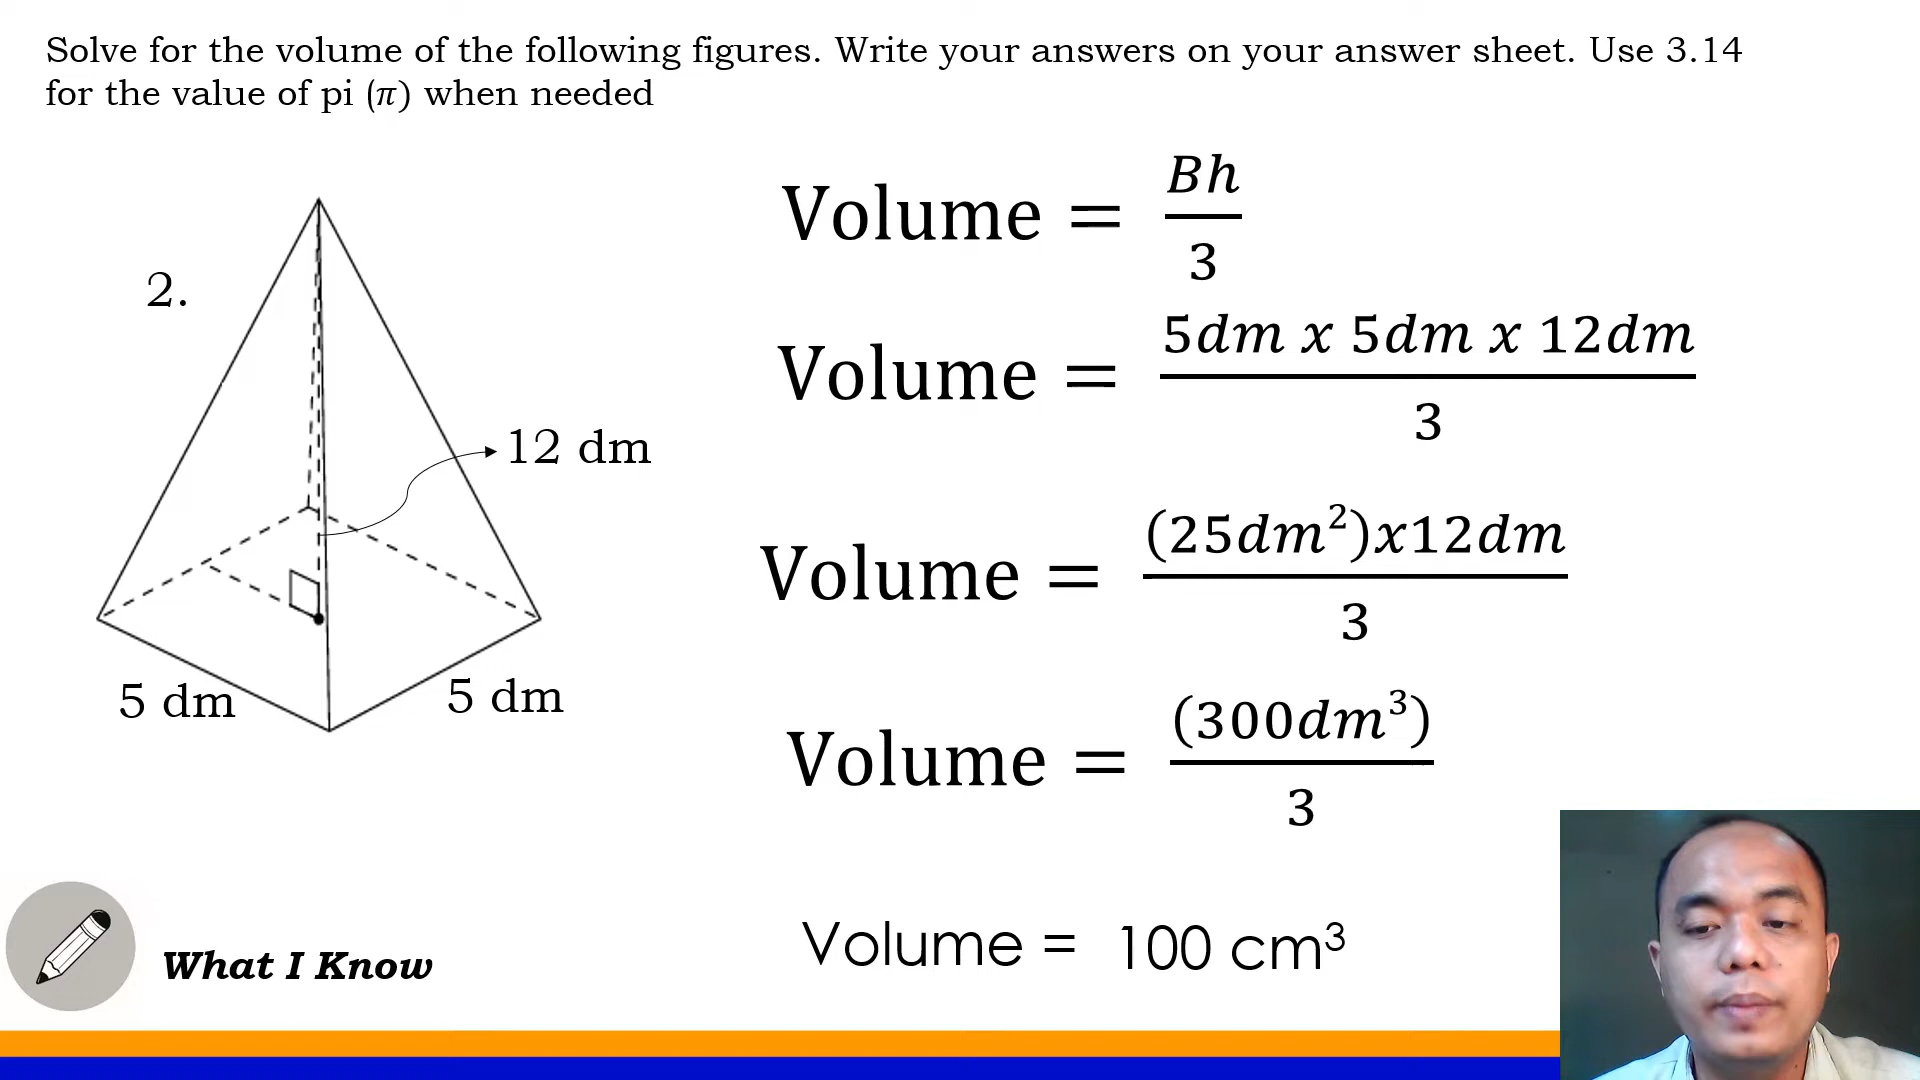 Solve for the volume of the following figures. Write your answers on your answer sheet. Use 3.14
for the value of pi (π) when needed
2.
12 dm
5 dm
5 dm
Volume = Bh/3
Volume = 5dm x 5dm x 12dm/3
Volume = (25dm²)x12dm/3
Volume = (300dm³)/3
Volume = 100 cm³
What I Know